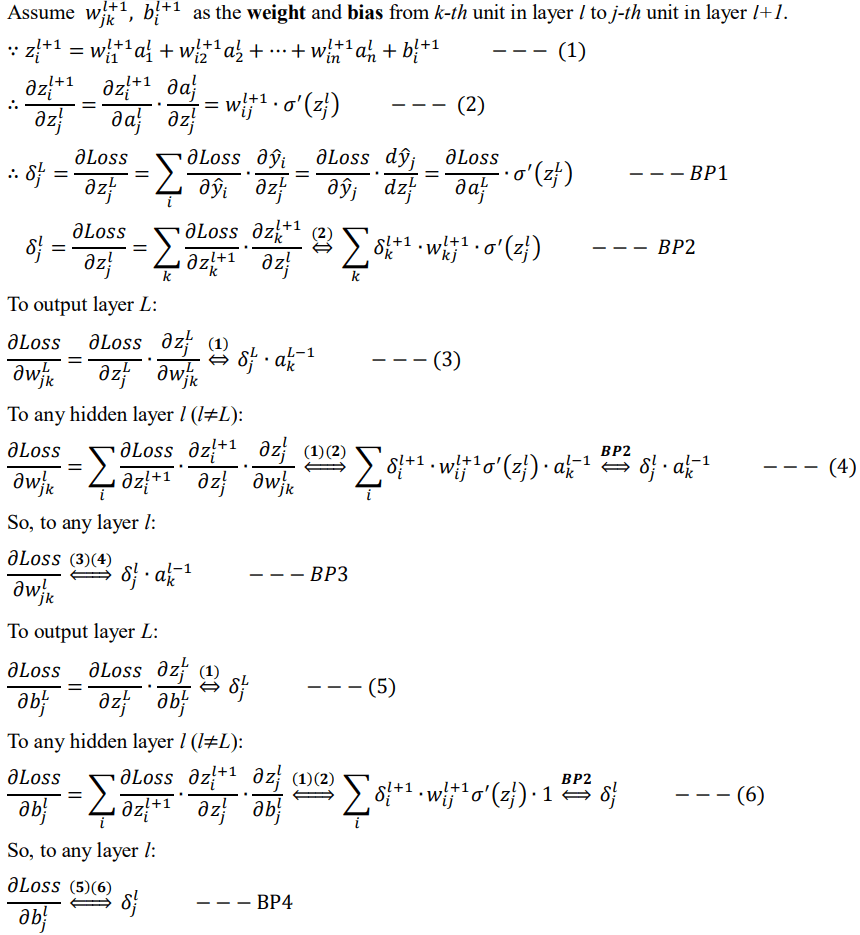 Assume w_{jk}^{l+1}, b_i^{l+1} as the weight and bias from k-th unit in layer l to j-th unit in layer l+1.
∵ z_i^{l+1} = w_{i1}^{l+1} a_1^l + w_{i2}^{l+1} a_2^l + ⋯ + w_{in}^{l+1} a_n^l + b_i^{l+1} − − − (1)
∴ ∂z_i^{l+1}/∂z_j^l = ∂z_i^{l+1}/∂a_j^l · ∂a_j^l/∂z_j^l = w_{ij}^{l+1} · σ′(z_j^l) − − − (2)
∴ δ_j^L = ∂Loss/∂z_j^L = ∑_i ∂Loss/∂ŷ_i · ∂ŷ_i/∂z_j^L = ∂Loss/∂ŷ_j · dŷ_j/dz_j^L = ∂Loss/∂a_j^L · σ′(z_j^L) − − − BP1
δ_j^l = ∂Loss/∂z_j^l = ∑_k ∂Loss/∂z_k^{l+1} · ∂z_k^{l+1}/∂z_j^l (2)⇔ ∑_k δ_k^{l+1} · w_{kj}^{l+1} · σ′(z_j^l) − − − BP2
To output layer L:
∂Loss/∂w_{jk}^L = ∂Loss/∂z_j^L · ∂z_j^L/∂w_{jk}^L (1)⇔ δ_j^L · a_k^{L−1} − − − (3)
To any hidden layer l (l≠L):
∂Loss/∂w_{jk}^l = ∑_i ∂Loss/∂z_i^{l+1} · ∂z_i^{l+1}/∂z_j^l · ∂z_j^l/∂w_{jk}^l (1)(2)⟺ ∑_i δ_i^{l+1} · w_{ij}^{l+1} σ′(z_j^l) · a_k^{l−1} BP2⇔ δ_j^l · a_k^{l−1} − − − (4)
So, to any layer l:
∂Loss/∂w_{jk}^l (3)(4)⟺ δ_j^l · a_k^{l−1} − − − BP3
To output layer L:
∂Loss/∂b_j^L = ∂Loss/∂z_j^L · ∂z_j^L/∂b_j^L (1)⇔ δ_j^L − − − (5)
To any hidden layer l (l≠L):
∂Loss/∂b_j^l = ∑_i ∂Loss/∂z_i^{l+1} · ∂z_i^{l+1}/∂z_j^l · ∂z_j^l/∂b_j^l (1)(2)⟺ ∑_i δ_i^{l+1} · w_{ij}^{l+1} σ′(z_j^l) · 1 BP2⇔ δ_j^l − − − (6)
So, to any layer l:
∂Loss/∂b_j^l (5)(6)⟺ δ_j^l − − − BP4